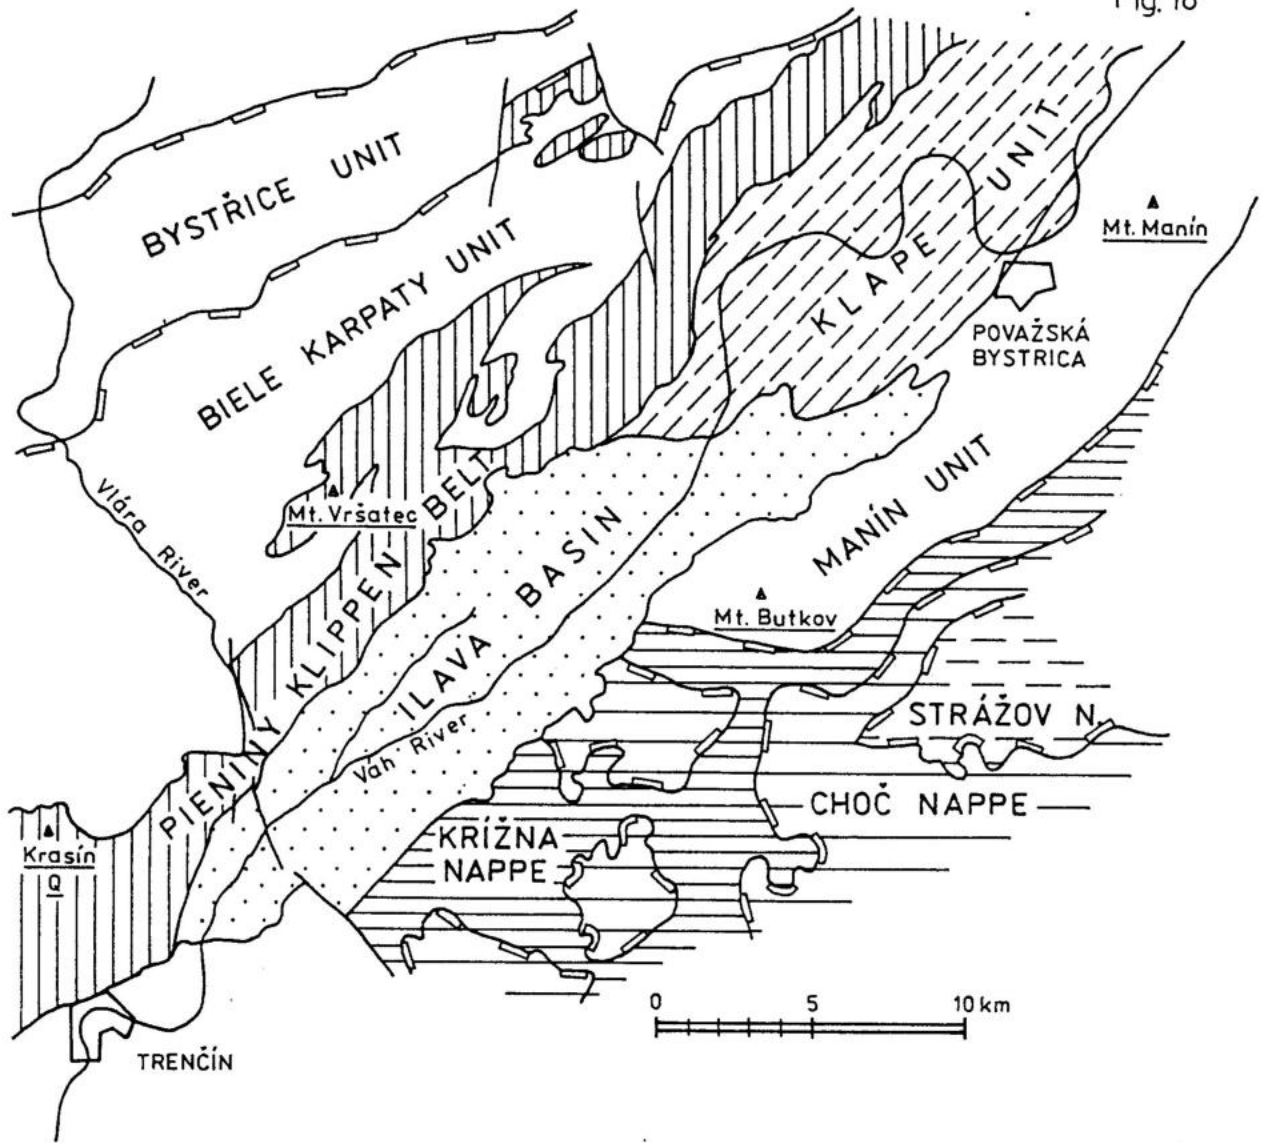 Fig. 18
BYSTŘICE UNIT
BIELE KARPATY UNIT
KLAPE UNIT
Mt. Manín
POVAŽSKÁ
BYSTRICA
Vlára River
Mt. Vršatec
PIENINY KLIPPEN BELT
ILAVA BASIN
MANÍN UNIT
Mt. Butkov
Váh River
STRÁŽOV N.
CHOČ NAPPE
KRÍŽNA
NAPPE
Krasín
Q
0 5 10 km
TRENČÍN